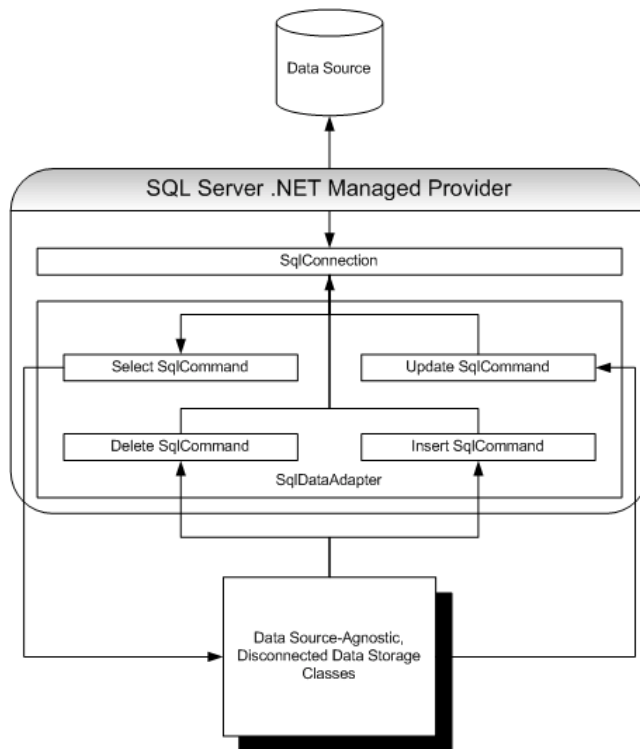 Data Source
SQL Server .NET Managed Provider
SqlConnection
Select SqlCommand
Update SqlCommand
Delete SqlCommand
Insert SqlCommand
SqlDataAdapter
Data Source-Agnostic,
Disconnected Data Storage
Classes